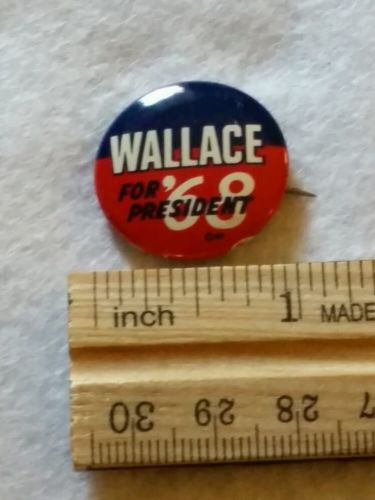 WALLACE
FOR '68
PRESIDENT
inch 1 MADE
30 29 28